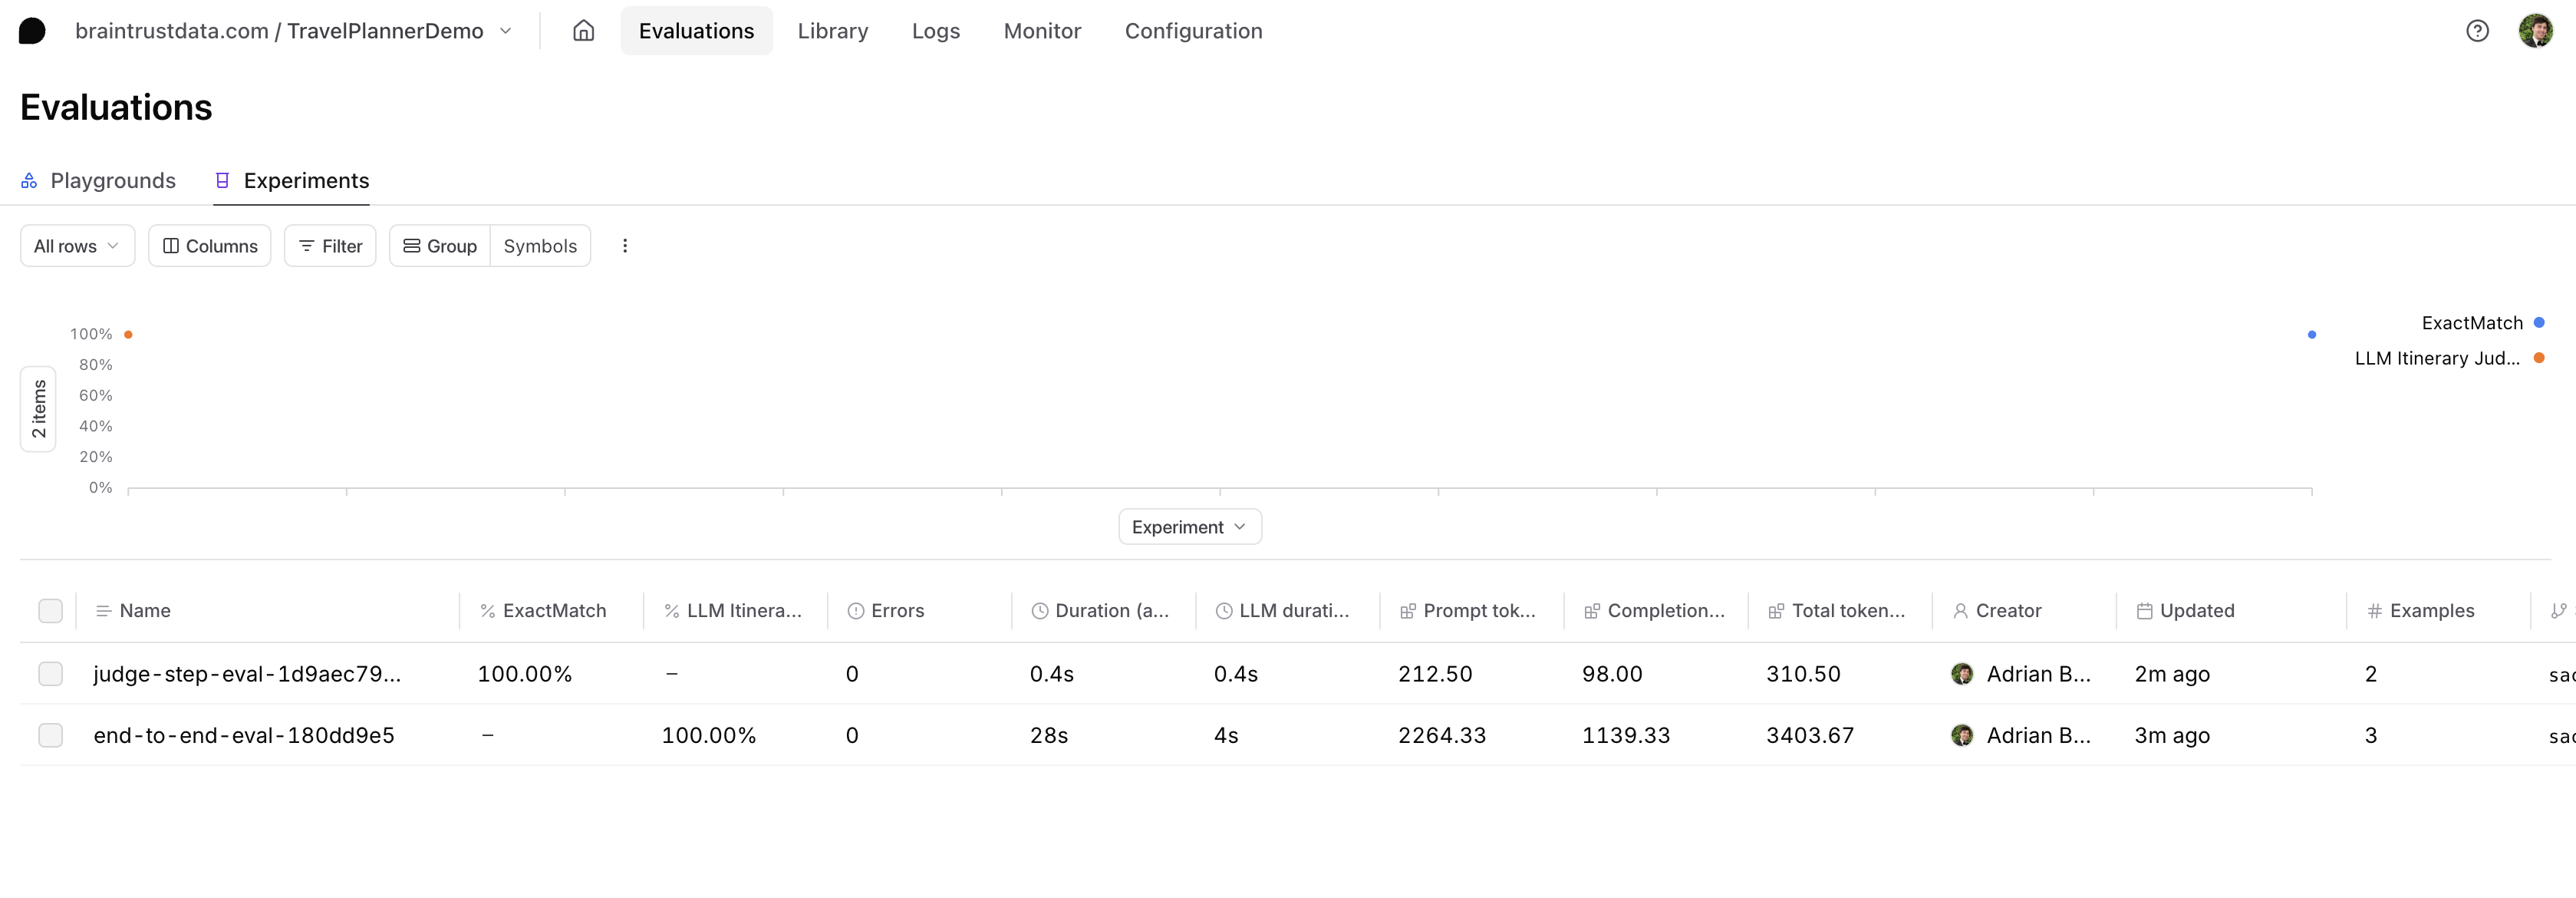 braintrustdata.com / TravelPlannerDemo Evaluations Library Logs Monitor Configuration
Evaluations
Playgrounds Experiments
All rows Columns Filter Group Symbols
ExactMatch
LLM Itinerary Jud...
100%
80%
60%
40%
20%
0%
2 items
Experiment
Name ExactMatch LLM Itinera... Errors Duration (a... LLM durati... Prompt tok... Completion... Total token... Creator Updated # Examples
judge-step-eval-1d9aec79... 100.00% – 0 0.4s 0.4s 212.50 98.00 310.50 Adrian B... 2m ago 2
end-to-end-eval-180dd9e5 – 100.00% 0 28s 4s 2264.33 1139.33 3403.67 Adrian B... 3m ago 3